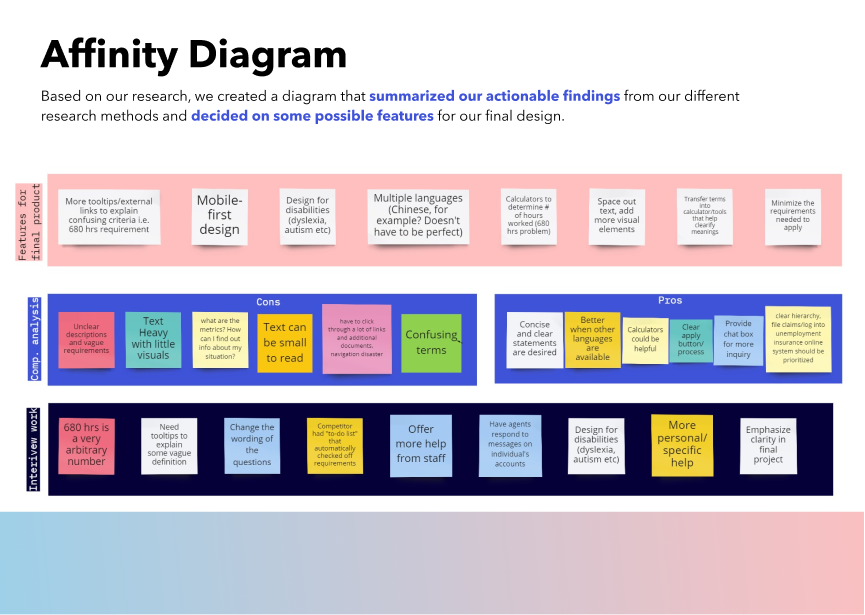 Affinity Diagram
Based on our research, we created a diagram that summarized our actionable findings from our different
research methods and decided on some possible features for our final design.
Features for
final product
More tooltips/external
links to explain
confusing criteria i.e.
680 hrs requirement
Mobile-
first
design
Design for
disabilities
(dyslexia,
autism etc)
Multiple languages
(Chinese, for
example? Doesn't
have to be perfect)
Calculators to
determine #
of hours
worked (680
hrs problem)
Space out
text, add
more visual
elements
Transfer terms
into
calculator/tools
that help
clearify
meanings
Minimize the
requirements
needed to
apply
Comp. analysis
Cons
Unclear
descriptions
and vague
requirements
Text
Heavy
with little
visuals
what are the
metrics? How
can I find out
info about my
situation?
Text can
be small
to read
have to click
through a lot of links
and additional
documents,
navigation disaster
Confusing
terms
Pros
Concise
and clear
statements
are desired
Better
when other
languages
are
available
Calculators
could be
helpful
Clear
apply
button/
process
Provide
chat box
for more
inquiry
clear hierarchy,
file claims/log into
unemployment
insurance online
system should be
prioritized
Interivew work
680 hrs is
a very
arbitrary
number
Need
tooltips to
explain
some vague
definition
Change the
wording of
the
questions
Competitor
had "to-do list"
that
automatically
checked off
requirements
Offer
more help
from staff
Have agents
respond to
messages on
individual's
accounts
Design for
disabilities
(dyslexia,
autism etc)
More
personal/
specific
help
Emphasize
clarity in
final
project